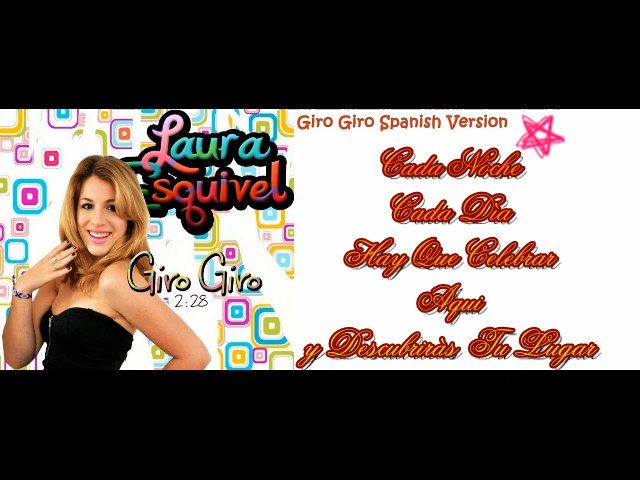 Laura
Esquivel
Giro Giro
2:28
Giro Giro Spanish Version
Cada Noche
Cada Dia
Hay Que Celebrar
Aqui
y Descubriràs Tu Lugar